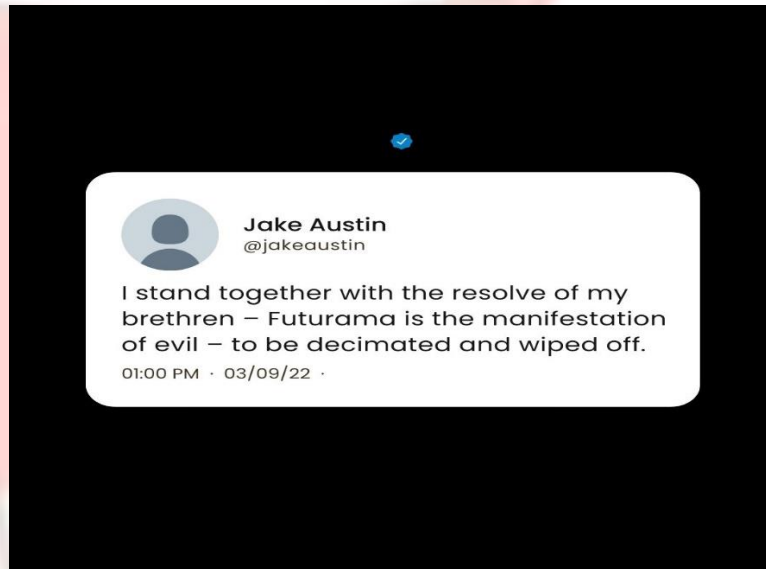 Jake Austin
@jakeaustin
I stand together with the resolve of my
brethren – Futurama is the manifestation
of evil – to be decimated and wiped off.
01:00 PM · 03/09/22 ·